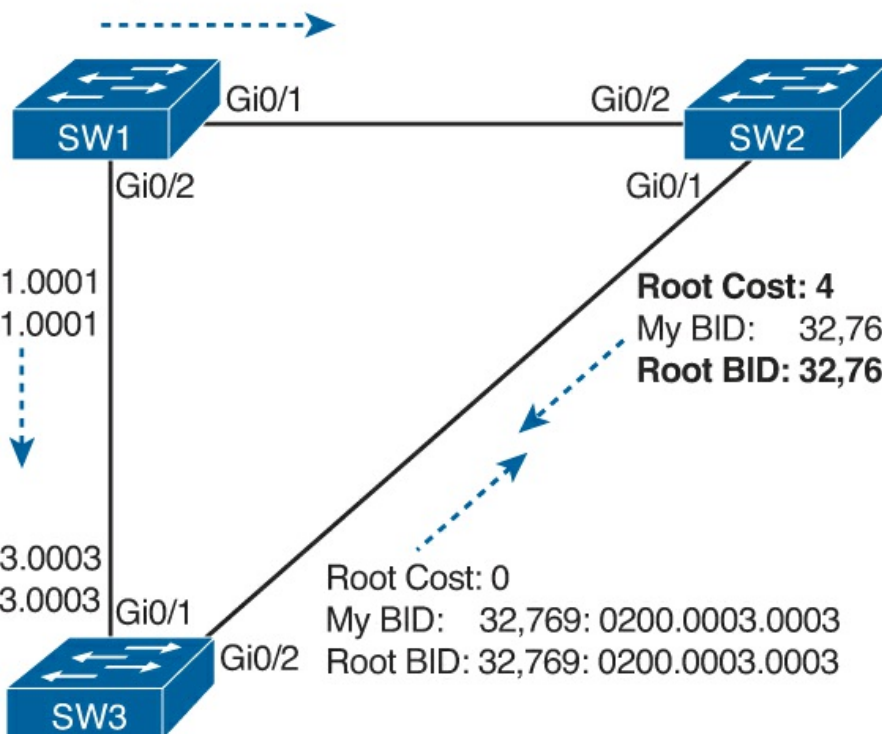 Gi0/1
Gi0/2
SW1
SW2
Gi0/2
Gi0/1
1.0001
1.0001
Root Cost: 4
My BID: 32,76
Root BID: 32,76
3.0003
3.0003
Gi0/1
Root Cost: 0
My BID: 32,769: 0200.0003.0003
Root BID: 32,769: 0200.0003.0003
Gi0/2
SW3